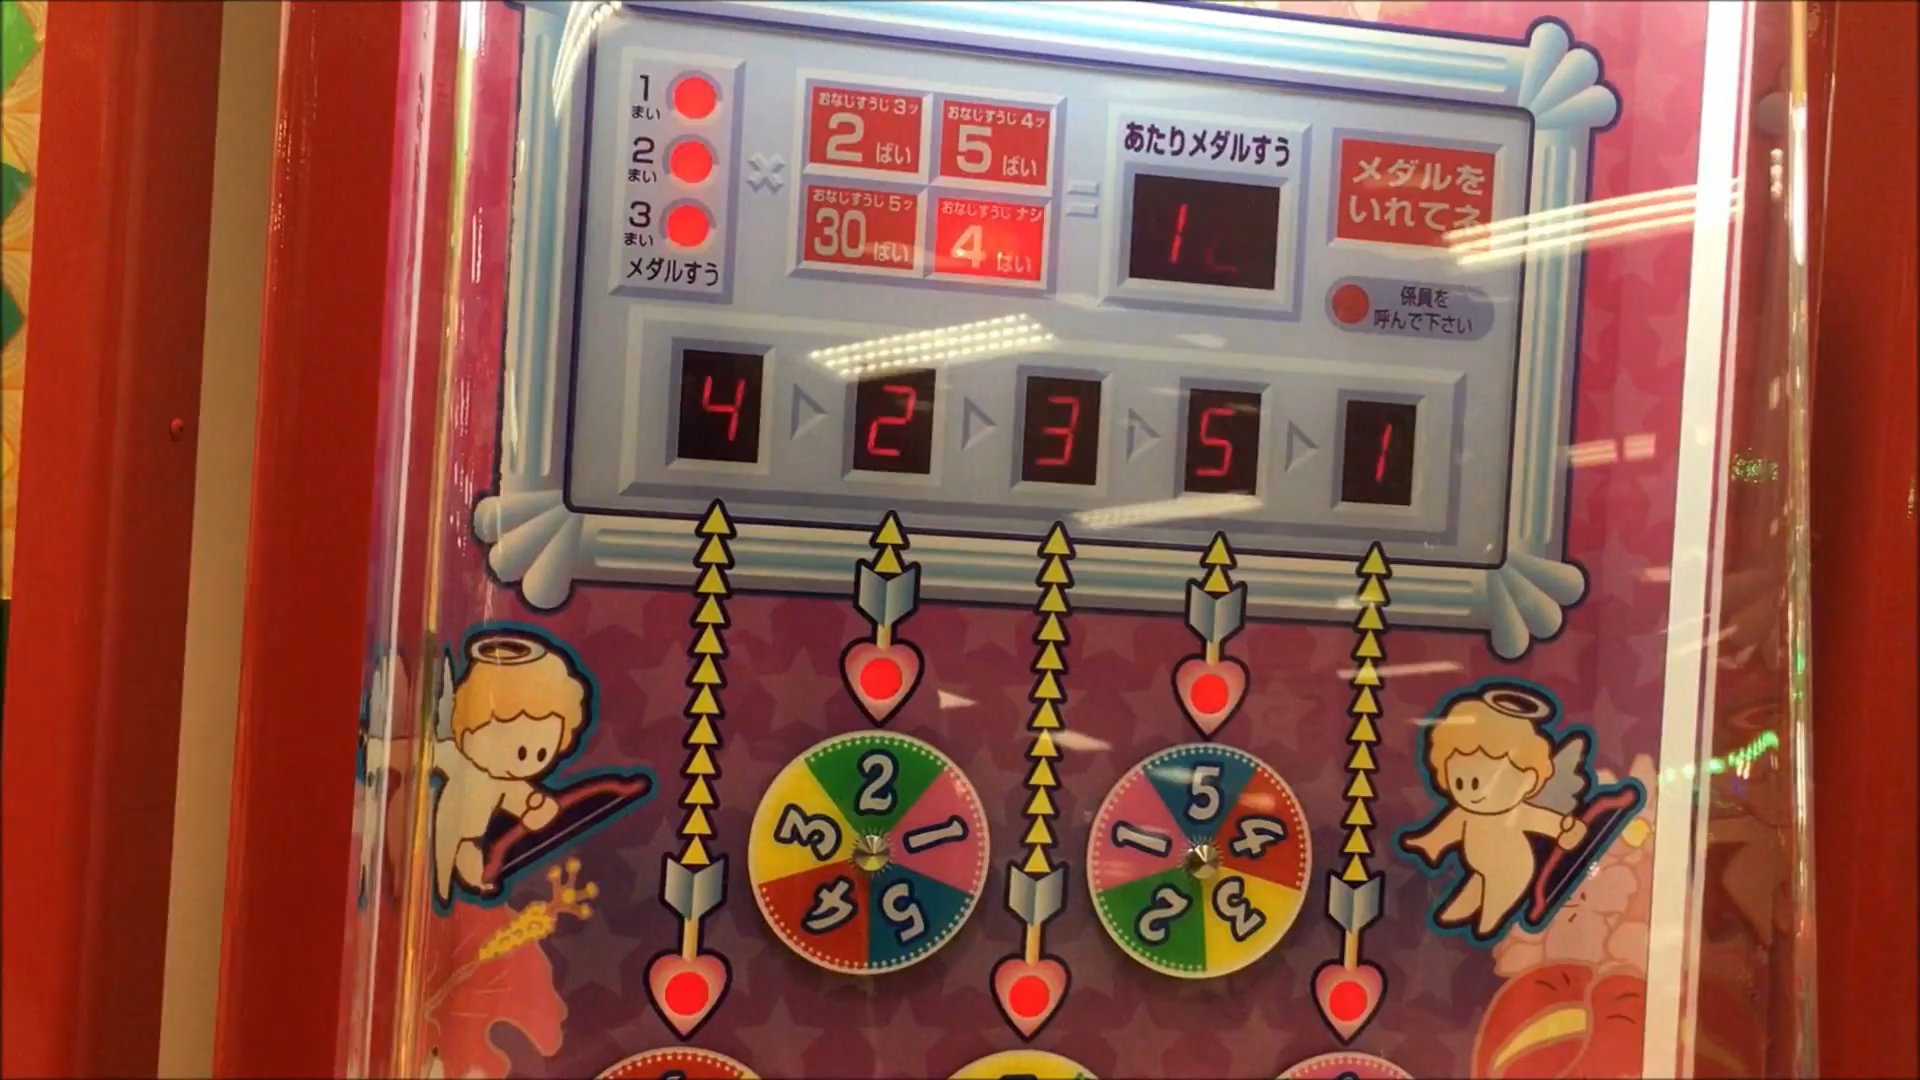 1
まい
2
まい
3
まい
メダルすう
×
おなじすうじ 3ッ
2 ばい
おなじすうじ 4ッ
5 ばい
おなじすうじ 5ッ
30 ばい
おなじすうじ ナシ
4 ばい
=
あたりメダルすう
1
メダルを
いれてネ
係員を
呼んで下さい
4 2 3 5 1
2 1 5 4 3
5 4 3 2 1